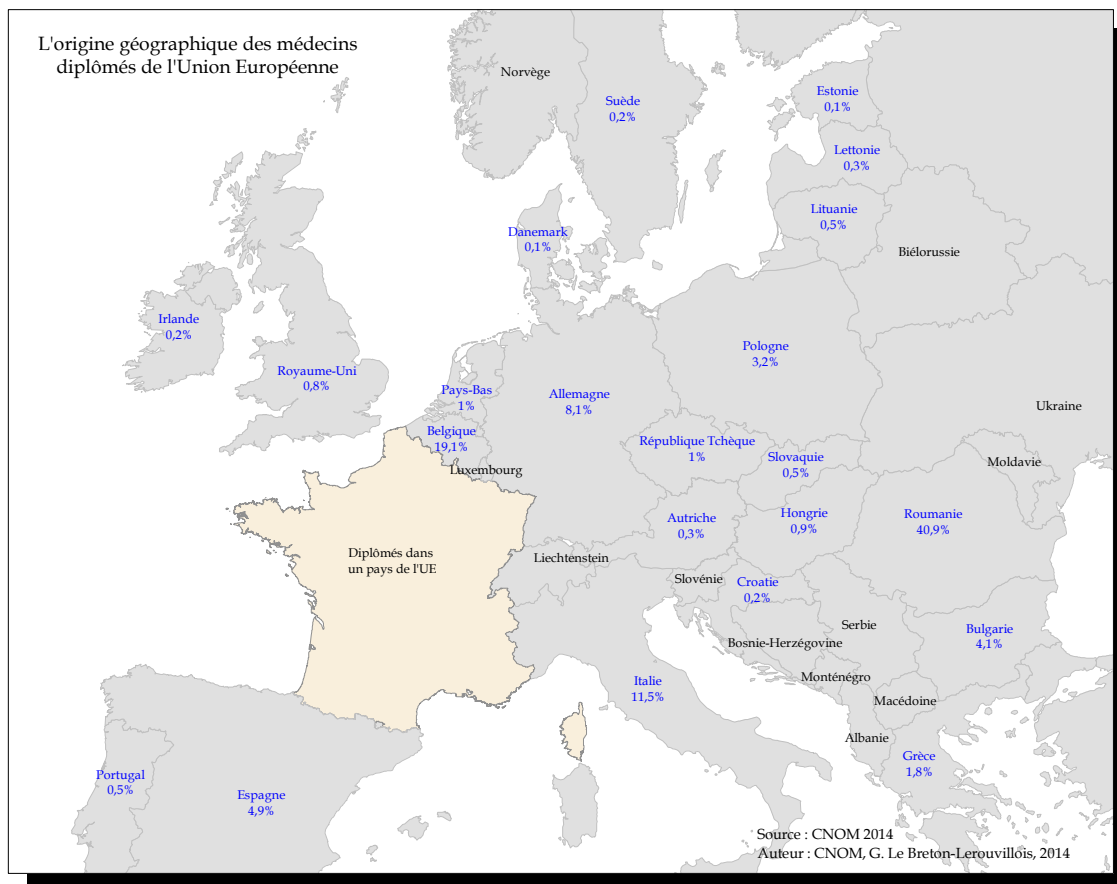 L'origine géographique des médecins
diplômés de l'Union Européenne
Norvège
Suède
0,2%
Estonie
0,1%
Lettonie
0,3%
Lituanie
0,5%
Danemark
0,1%
Biélorussie
Irlande
0,2%
Royaume-Uni
0,8%
Pays-Bas
1%
Allemagne
8,1%
Pologne
3,2%
Ukraine
Belgique
19,1%
Luxembourg
République Tchèque
1%
Slovaquie
0,5%
Moldavie
Autriche
0,3%
Hongrie
0,9%
Roumanie
40,9%
Diplômés dans
un pays de l'UE
Liechtenstein
Slovénie
Croatie
0,2%
Serbie
Bosnie-Herzégovine
Bulgarie
4,1%
Monténégro
Italie
11,5%
Macédoine
Albanie
Grèce
1,8%
Portugal
0,5%
Espagne
4,9%
Source : CNOM 2014
Auteur : CNOM, G. Le Breton-Lerouvillois, 2014